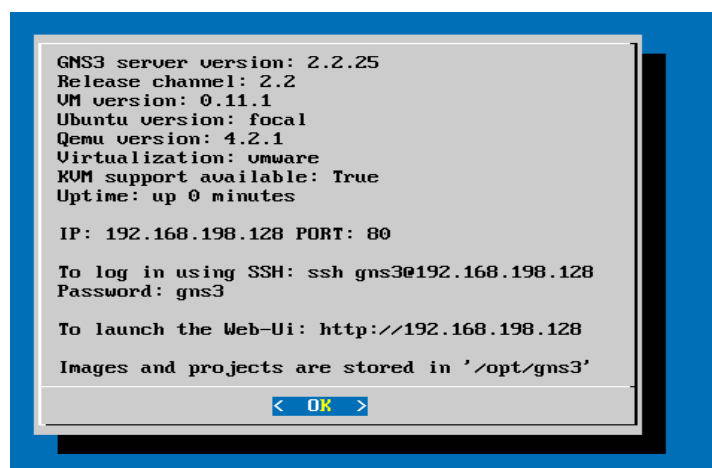 GNS3 server version: 2.2.25
Release channel: 2.2
VM version: 0.11.1
Ubuntu version: focal
Qemu version: 4.2.1
Virtualization: vmware
KVM support available: True
Uptime: up 0 minutes
IP: 192.168.198.128 PORT: 80
To log in using SSH: ssh gns3@192.168.198.128
Password: gns3
To launch the Web-Ui: http://192.168.198.128
Images and projects are stored in '/opt/gns3'
< OK >